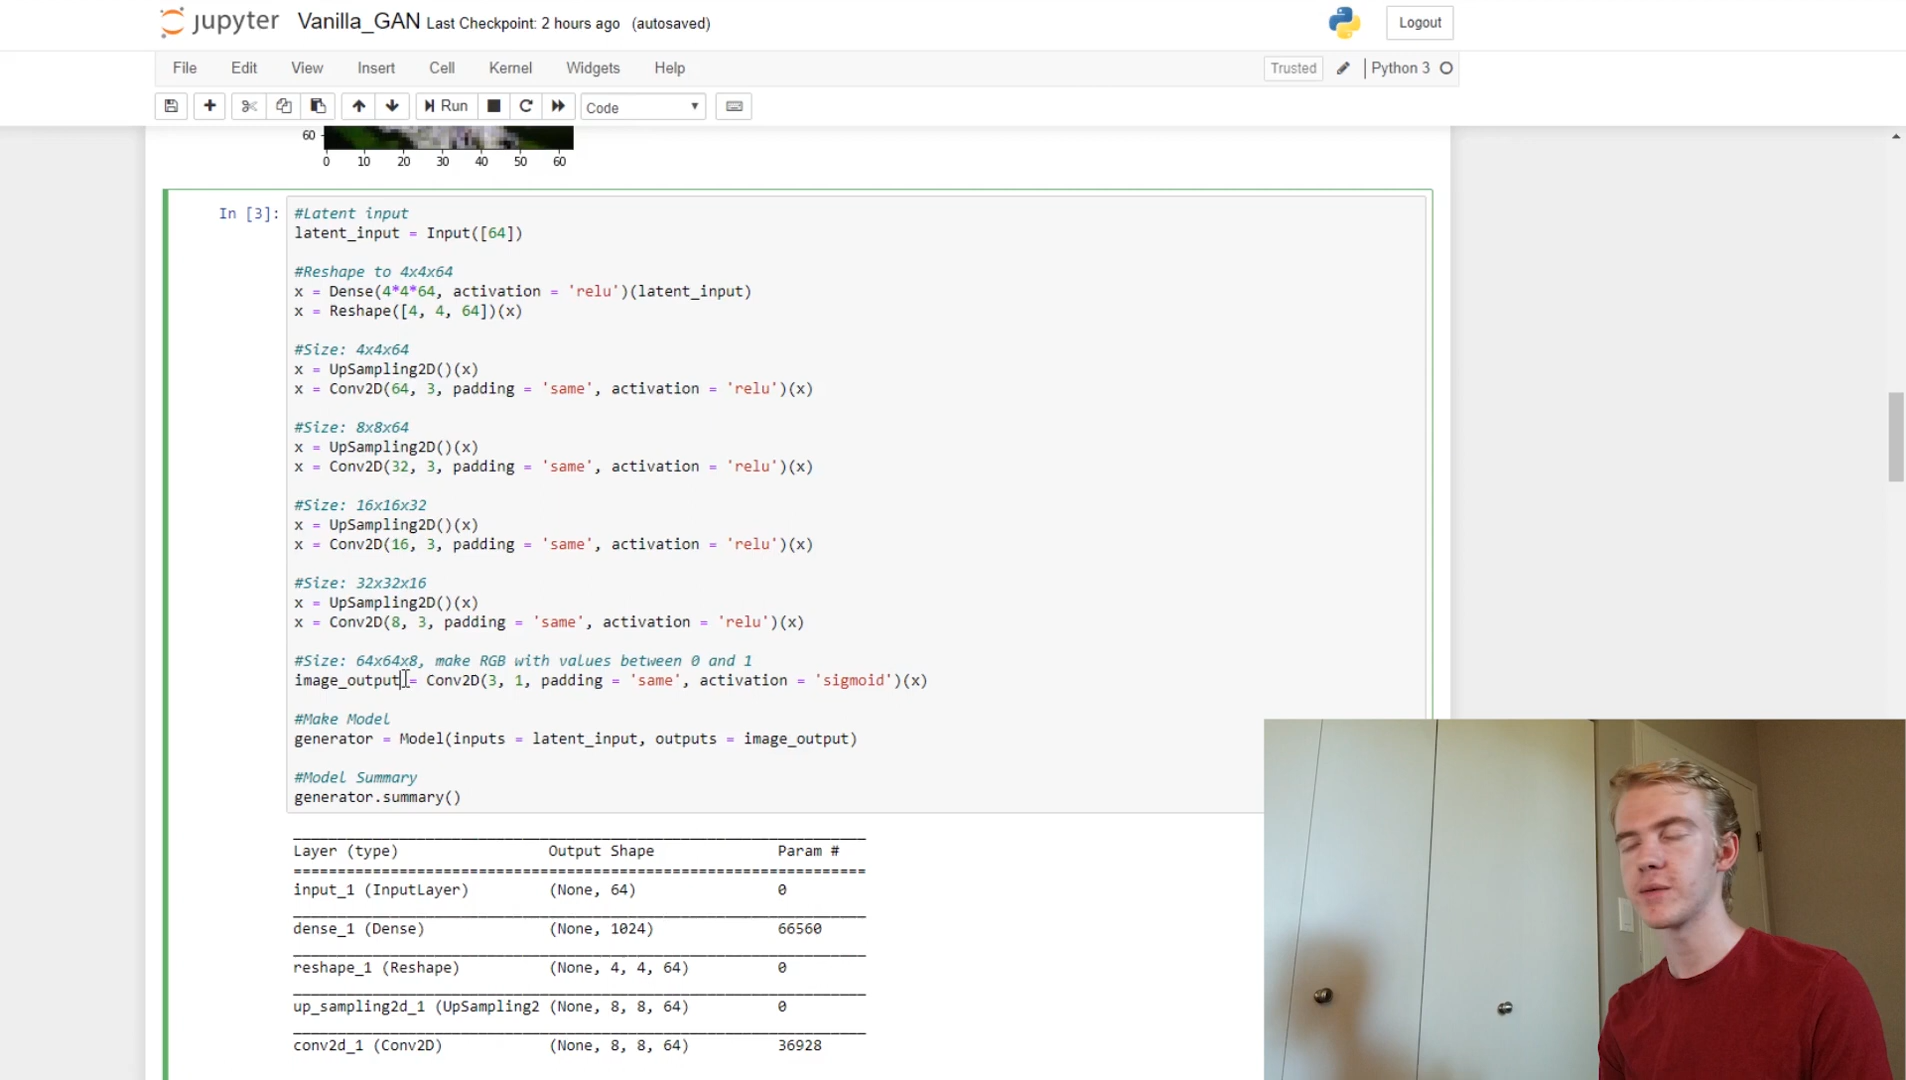 jupyter Vanilla_GAN Last Checkpoint: 2 hours ago (autosaved) Logout
File Edit View Insert Cell Kernel Widgets Help Trusted Python 3
Run Code
60
0 10 20 30 40 50 60
In [3]:
#Latent input
latent_input = Input([64])
#Reshape to 4x4x64
x = Dense(4*4*64, activation = 'relu')(latent_input)
x = Reshape([4, 4, 64])(x)
#Size: 4x4x64
x = UpSampling2D()(x)
x = Conv2D(64, 3, padding = 'same', activation = 'relu')(x)
#Size: 8x8x64
x = UpSampling2D()(x)
x = Conv2D(32, 3, padding = 'same', activation = 'relu')(x)
#Size: 16x16x32
x = UpSampling2D()(x)
x = Conv2D(16, 3, padding = 'same', activation = 'relu')(x)
#Size: 32x32x16
x = UpSampling2D()(x)
x = Conv2D(8, 3, padding = 'same', activation = 'relu')(x)
#Size: 64x64x8, make RGB with values between 0 and 1
image_output = Conv2D(3, 1, padding = 'same', activation = 'sigmoid')(x)
#Make Model
generator = Model(inputs = latent_input, outputs = image_output)
#Model Summary
generator.summary()
Layer (type) Output Shape Param #
input_1 (InputLayer) (None, 64) 0
dense_1 (Dense) (None, 1024) 66560
reshape_1 (Reshape) (None, 4, 4, 64) 0
up_sampling2d_1 (UpSampling2 (None, 8, 8, 64) 0
conv2d_1 (Conv2D) (None, 8, 8, 64) 36928